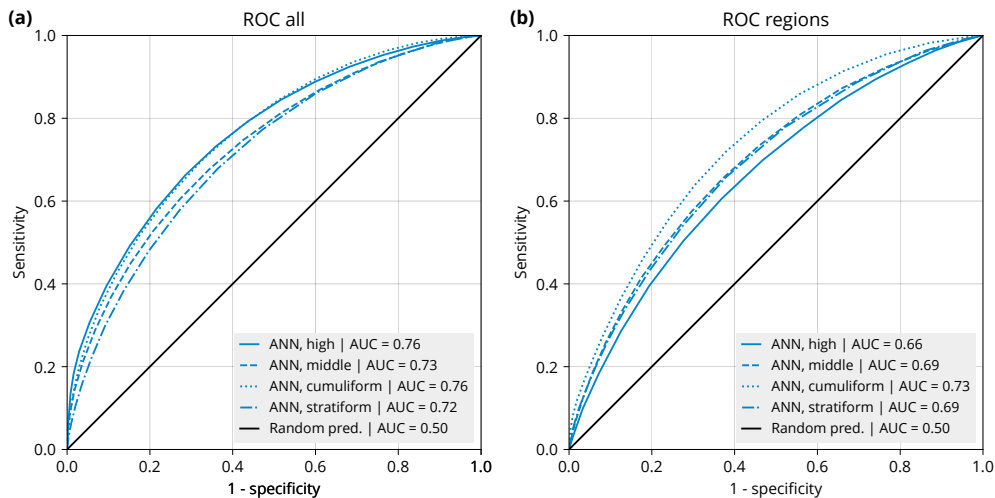 (a)
ROC all
1.0
0.8
0.6
0.4
0.2
0.0
Sensitivity
ANN, high | AUC = 0.76
ANN, middle | AUC = 0.73
ANN, cumuliform | AUC = 0.76
ANN, stratiform | AUC = 0.72
Random pred. | AUC = 0.50
0.0 0.2 0.4 0.6 0.8 1.0
1 - specificity
(b)
ROC regions
1.0
0.8
0.6
0.4
0.2
0.0
Sensitivity
ANN, high | AUC = 0.66
ANN, middle | AUC = 0.69
ANN, cumuliform | AUC = 0.73
ANN, stratiform | AUC = 0.69
Random pred. | AUC = 0.50
0.0 0.2 0.4 0.6 0.8 1.0
1 - specificity